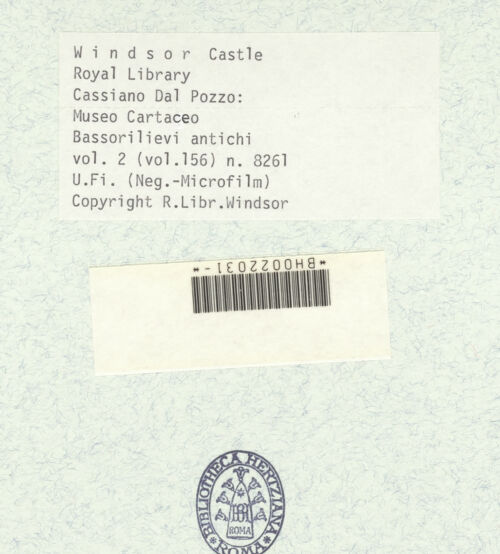 Windsor Castle
Royal Library
Cassiano Dal Pozzo:
Museo Cartaceo
Bassorilievi antichi
vol. 2 (vol.156) n. 8261
U.Fi. (Neg.-Microfilm)
Copyright R.Libr.Windsor
*BH0022031-*
BIBLIOTHECA HERTZIANA
ROMA
*ROMA*